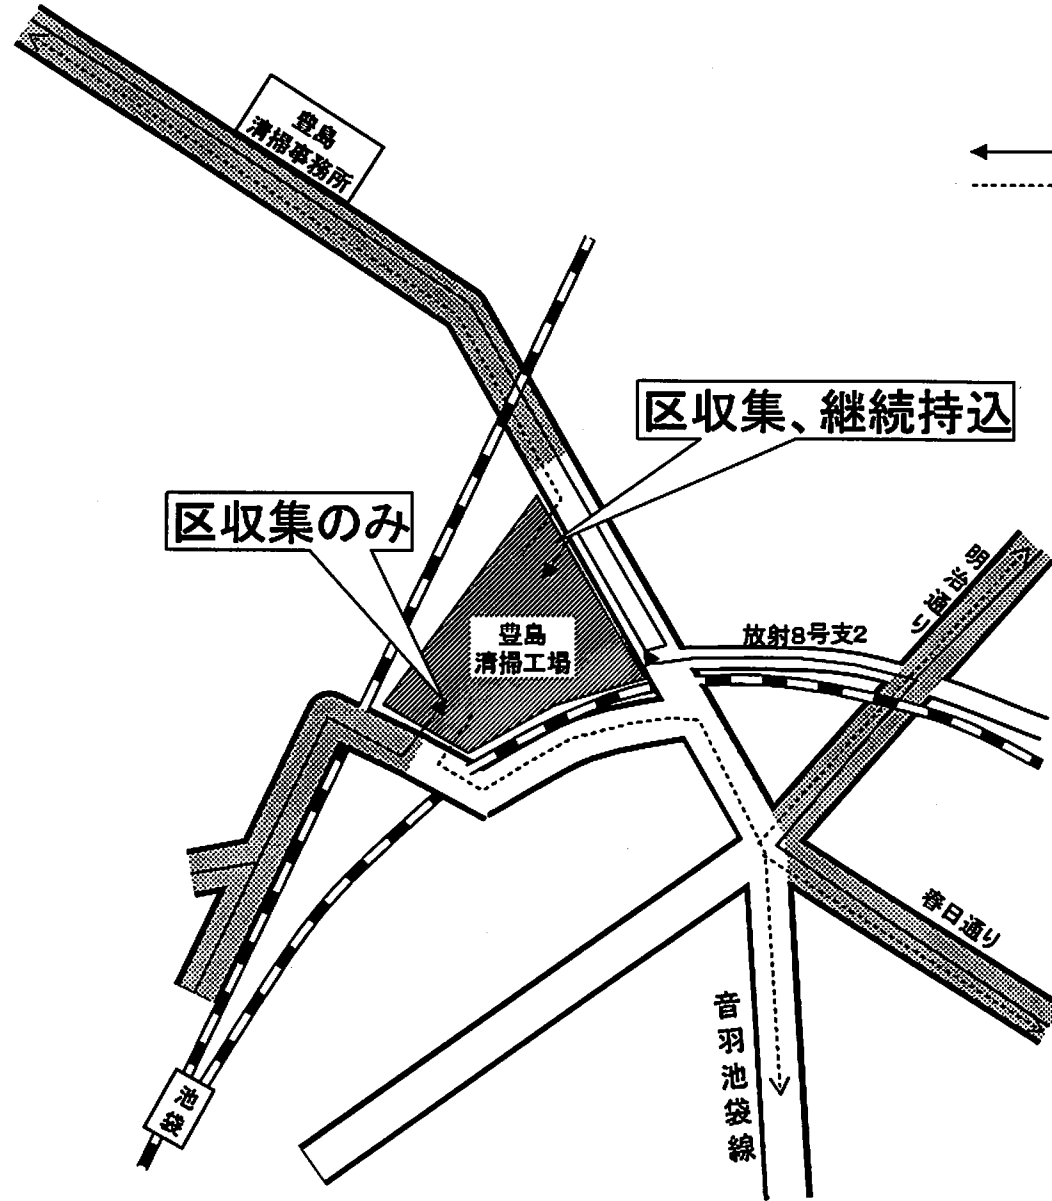 豊島
清掃事務所
区収集、継続持込
区収集のみ
明治通り
豊島
清掃工場
放射8号支2
春日通り
音羽池袋線
池袋